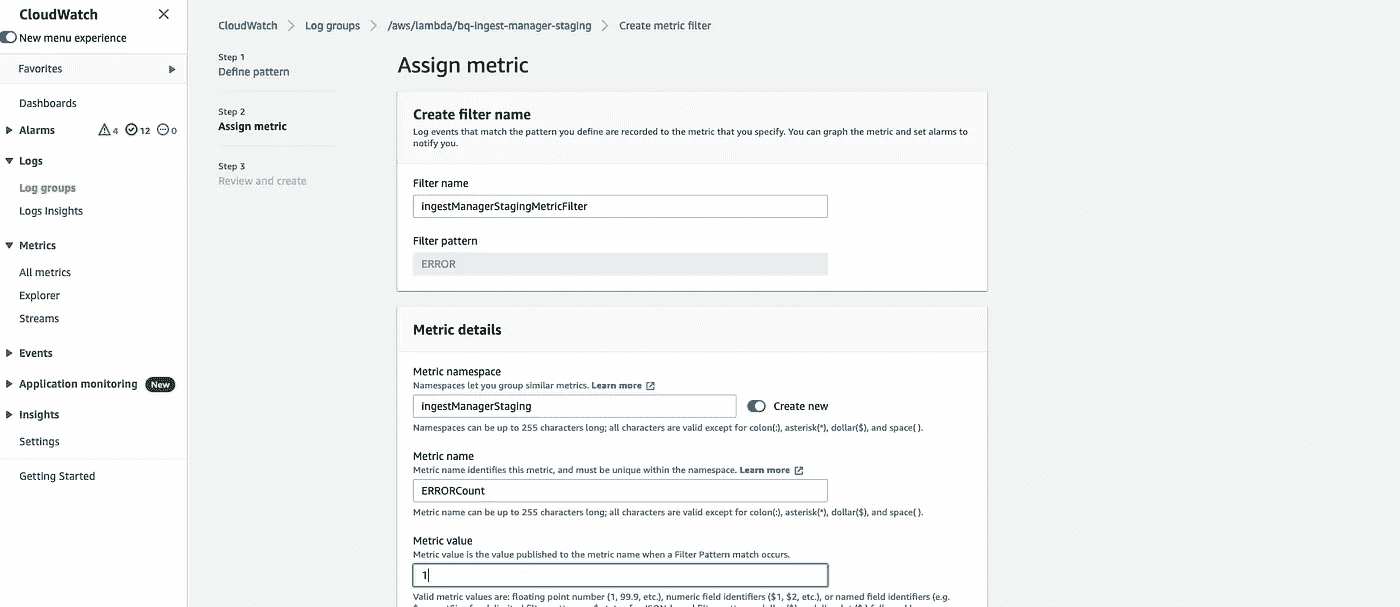 CloudWatch
New menu experience
Favorites
Dashboards
Alarms 4 12 0
Logs
Log groups
Logs Insights
Metrics
All metrics
Explorer
Streams
Events
Application monitoring New
Insights
Settings
Getting Started
CloudWatch Log groups /aws/lambda/bq-ingest-manager-staging Create metric filter
Step 1
Define pattern
Step 2
Assign metric
Step 3
Review and create
Assign metric
Create filter name
Log events that match the pattern you define are recorded to the metric that you specify. You can graph the metric and set alarms to
notify you.
Filter name
ingestManagerStagingMetricFilter
Filter pattern
ERROR
Metric details
Metric namespace
Namespaces let you group similar metrics. Learn more
ingestManagerStaging Create new
Namespaces can be up to 255 characters long; all characters are valid except for colon(:), asterisk(*), dollar($), and space( ).
Metric name
Metric name identifies this metric, and must be unique within the namespace. Learn more
ERRORCount
Metric name can be up to 255 characters long; all characters are valid except for colon(:), asterisk(*), dollar($), and space( ).
Metric value
Metric value is the value published to the metric name when a Filter Pattern match occurs.
1
Valid metric values are: floating point number (1, 99.9, etc.), numeric field identifiers ($1, $2, etc.), or named field identifiers (e.g.